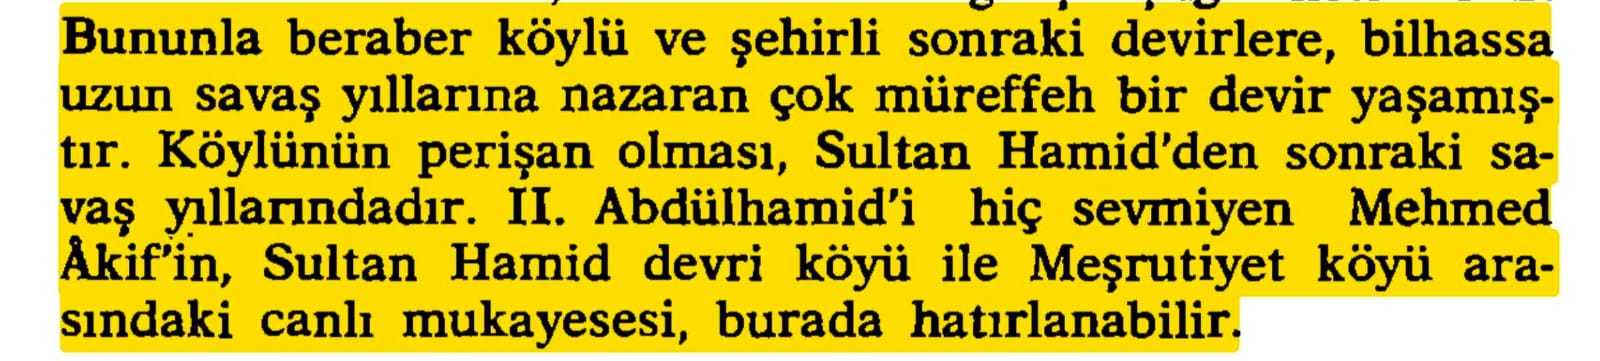 Bununla beraber köylü ve şehirli sonraki devirlere, bilhassa
uzun savaş yıllarına nazaran çok müreffeh bir devir yaşamış-
tır. Köylünün perişan olması, Sultan Hamid'den sonraki sa-
vaş yıllarındadır. II. Abdülhamid'i hiç sevmiyen Mehmed
Âkif'in, Sultan Hamid devri köyü ile Meşrutiyet köyü ara-
sındaki canlı mukayesesi, burada hatırlanabilir.